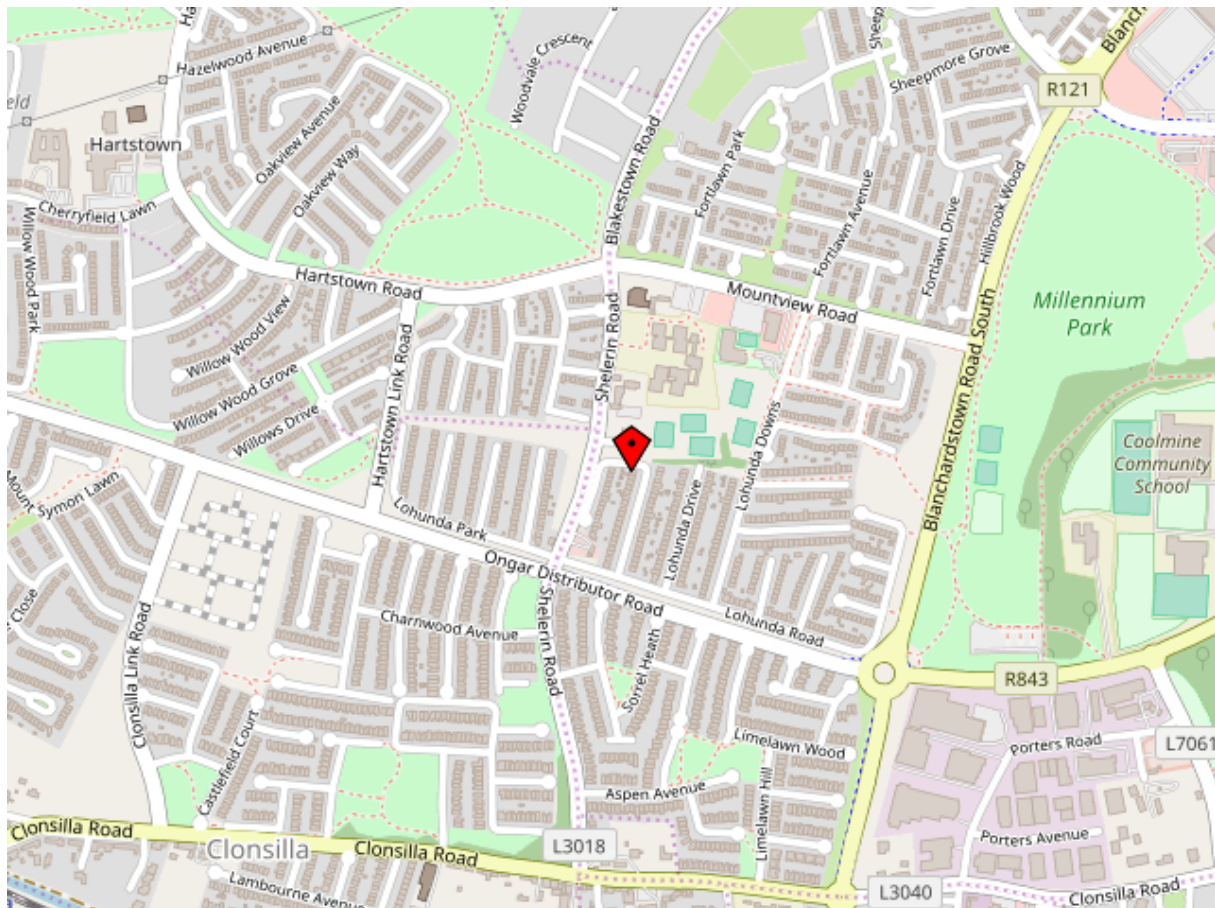 Hazelwood Avenue
Woodvale Crescent
Sheepmore Grove
R121
Hartstown
Oakview Avenue
Oakview Way
Blakestown Road
Fortlawn Park
Fortlawn Avenue
Fortlawn Drive
Hillbrook Wood
Cherryfield Lawn
Willow Wood Park
Hartstown Road
Mountview Road
Millennium
Park
Willow Wood View
Willow Wood Grove
Willows Drive
Hartstown Link Road
Shelerin Road
Blanchardstown Road South
Coolmine
Community
School
Mount
Symon Lawn
Lohunda Park
Lohunda Drive
Lohunda Downs
Ongar Distributor Road
Lohunda Road
Close
Clonsilla Link Road
Charnwood Avenue
Shelerin Road
Sorrel Heath
R843
Castlefield Court
Limelawn Wood
Porters Road
L7061
Aspen Avenue
Limelawn Hill
Porters Avenue
Clonsilla Road
Clonsilla
Clonsilla Road
L3018
Lambourne Avenue
L3040
Clonsilla Road